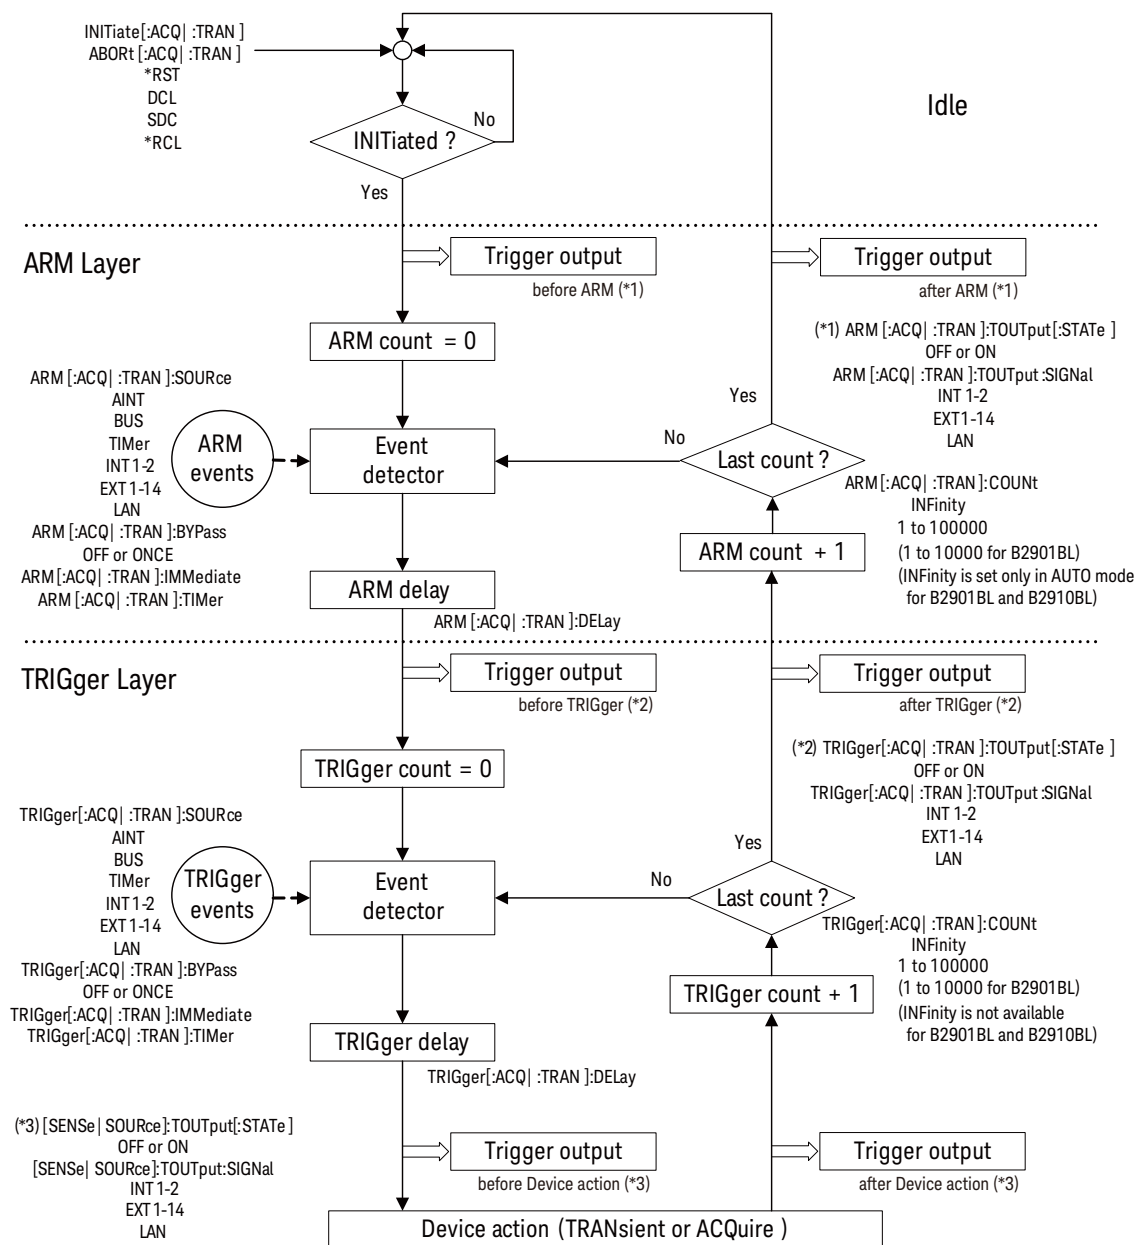 INITiate[:ACQ| :TRAN ]
ABORt [:ACQ| :TRAN ]
*RST
DCL
SDC
*RCL
INITiated ?
No
Yes
Idle
ARM Layer
Trigger output
before ARM (*1)
Trigger output
after ARM (*1)
ARM count = 0
(*1) ARM [:ACQ| :TRAN ]:TOUTput[:STATe ]
OFF or ON
ARM [:ACQ| :TRAN ]:TOUTput :SIGNal
INT 1-2
EXT1-14
LAN
ARM [:ACQ| :TRAN ]:SOURce
AINT
BUS
TIMer
INT 1-2
EXT 1-14
LAN
ARM
events
Event
detector
Yes
No
Last count ?
ARM [:ACQ| :TRAN ]:COUNt
INFinity
1 to 100000
(1 to 10000 for B2901BL)
(INFinity is set only in AUTO mode
for B2901BL and B2910BL)
ARM [:ACQ| :TRAN ]:BYPass
OFF or ONCE
ARM [:ACQ| :TRAN ]:IMMediate
ARM [:ACQ| :TRAN ]:TIMer
ARM count + 1
ARM delay
ARM [:ACQ| :TRAN ]:DELay
TRIGger Layer
Trigger output
before TRIGger (*2)
Trigger output
after TRIGger (*2)
TRIGger count = 0
(*2) TRIGger[:ACQ| :TRAN ]:TOUTput[:STATe ]
OFF or ON
TRIGger[:ACQ| :TRAN ]:TOUTput :SIGNal
INT 1-2
EXT1-14
LAN
TRIGger[:ACQ| :TRAN ]:SOURce
AINT
BUS
TIMer
INT 1-2
EXT 1-14
LAN
TRIGger
events
Event
detector
Yes
No
Last count ?
TRIGger[:ACQ| :TRAN ]:COUNt
INFinity
1 to 100000
(1 to 10000 for B2901BL)
(INFinity is not available
for B2901BL and B2910BL)
TRIGger[:ACQ| :TRAN ]:BYPass
OFF or ONCE
TRIGger[:ACQ| :TRAN ]:IMMediate
TRIGger[:ACQ| :TRAN ]:TIMer
TRIGger count + 1
TRIGger delay
TRIGger[:ACQ| :TRAN ]:DELay
(*3) [SENSe| SOURce]:TOUTput[:STATe ]
OFF or ON
[SENSe| SOURce]:TOUTput:SIGNal
INT 1-2
EXT 1-14
LAN
Trigger output
before Device action (*3)
Trigger output
after Device action (*3)
Device action (TRANsient or ACQuire )